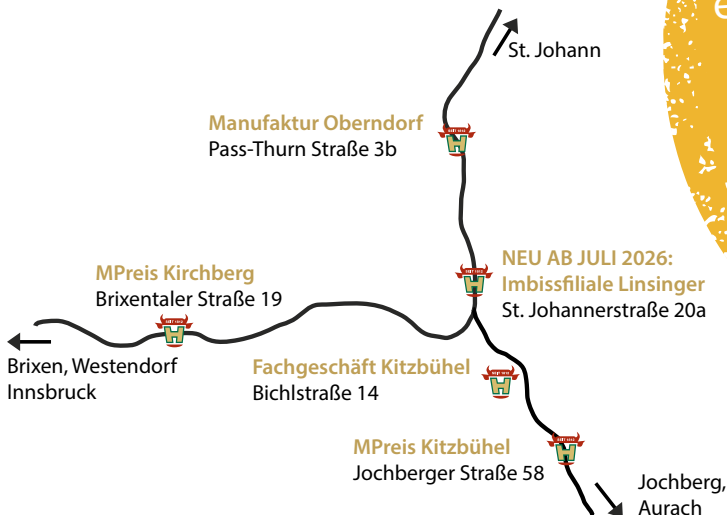 e
St. Johann
Manufaktur Oberndorf
Pass-Thurn Straße 3b
NEU AB JULI 2026:
Imbissfiliale Linsinger
St. Johannerstraße 20a
MPreis Kirchberg
Brixentaler Straße 19
Brixen, Westendorf
Innsbruck
Fachgeschäft Kitzbühel
Bichlstraße 14
MPreis Kitzbühel
Jochberger Straße 58
Jochberg,
Aurach